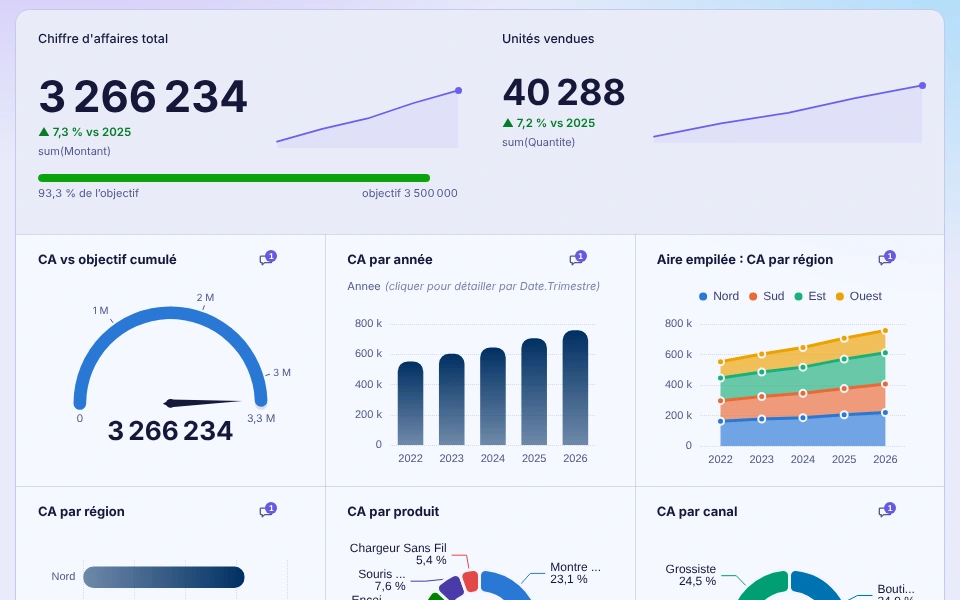 Chiffre d'affaires total
3 266 234
▲ 7,3 % vs 2025
sum(Montant)
93,3 % de l'objectif
objectif 3 500 000
Unités vendues
40 288
▲ 7,2 % vs 2025
sum(Quantite)
CA vs objectif cumulé
1
0
1 M
2 M
3 M
3,3 M
3 266 234
CA par année
1
Annee (cliquer pour détailler par Date.Trimestre)
800 k
600 k
400 k
200 k
0
2022 2023 2024 2025 2026
Aire empilée : CA par région
1
Nord Sud Est Ouest
800 k
600 k
400 k
200 k
0
2022 2023 2024 2025 2026
CA par région
1
Nord
CA par produit
Chargeur Sans Fil
5,4 %
Souris ...
7,6 %
Montre ...
23,1 %
CA par canal
1
Grossiste
24,5 %
Bouti...